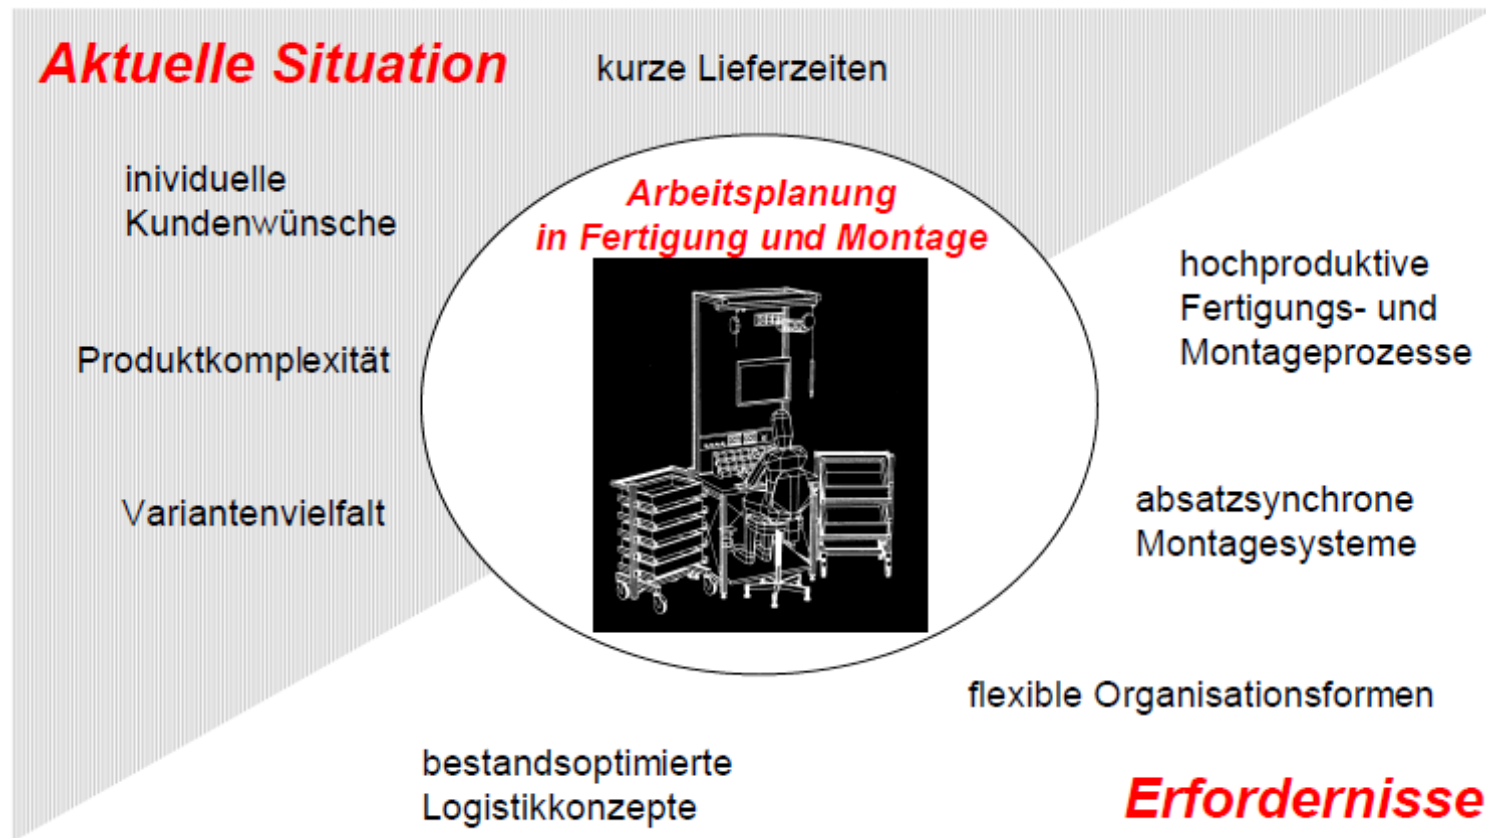 Aktuelle Situation
kurze Lieferzeiten
inividuelle
Kundenwünsche
Produktkomplexität
Variantenvielfalt
Arbeitsplanung
in Fertigung und Montage
hochproduktive
Fertigungs- und
Montageprozesse
absatzsynchrone
Montagesysteme
flexible Organisationsformen
bestandsoptimierte
Logistikkonzepte
Erfordernisse